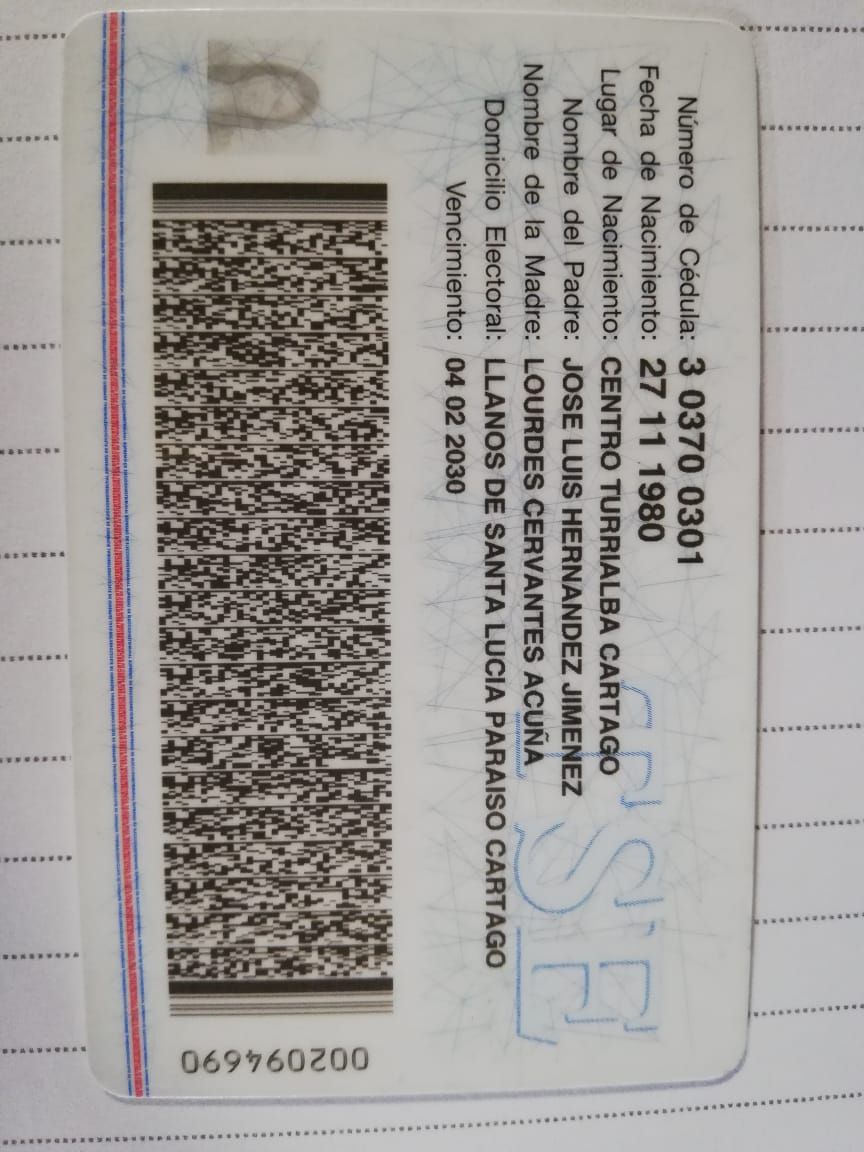 Número de Cédula: 3 0370 0301
Fecha de Nacimiento: 27 11 1980
Lugar de Nacimiento: CENTRO TURRIALBA CARTAGO
Nombre del Padre: JOSE LUIS HERNANDEZ JIMENEZ
Nombre de la Madre: LOURDES CERVANTES ACUÑA
Domicilio Electoral: LLANOS DE SANTA LUCIA PARAISO CARTAGO
Vencimiento: 04 02 2030
TSE
002094690